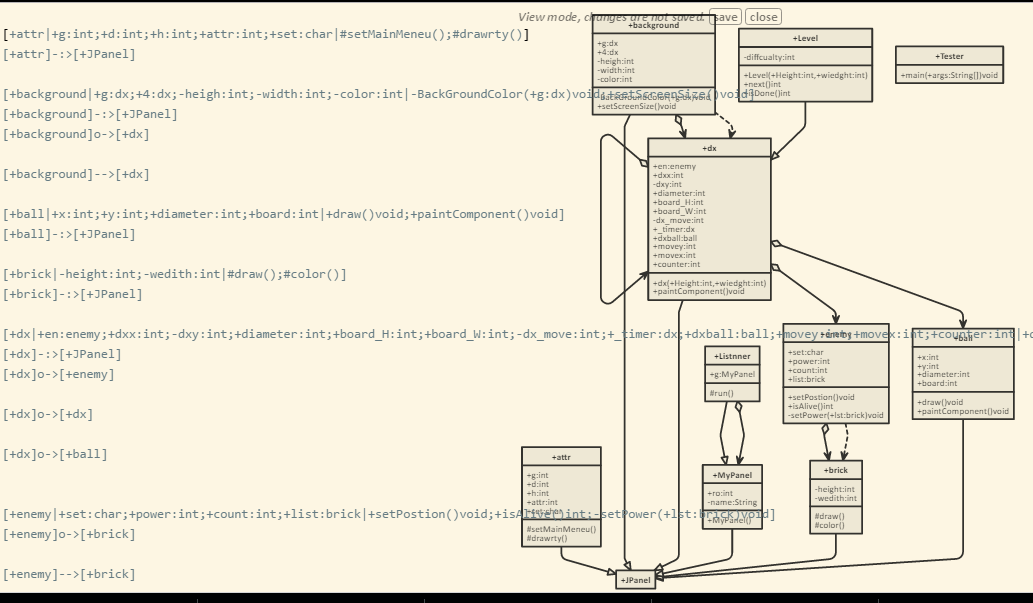 View mode, changes are not saved. save close
[+attr|+g:int;+d:int;+h:int;+attr:int;+set:char|#setMainMeneu();#drawrty()]
[+attr]-:>[+JPanel]
[+background|+g:dx;+4:dx;-heigh:int;-width:int;-color:int|-BackGroundColor(+g:dx)void;+setScreenSize()void]
[+background]-:>[+JPanel]
[+background]o->[+dx]
[+background]-->[+dx]
[+ball|+x:int;+y:int;+diameter:int;+board:int|+draw()void;+paintComponent()void]
[+ball]-:>[+JPanel]
[+brick|-height:int;-wedith:int|#draw();#color()]
[+brick]-:>[+JPanel]
[+dx|+en:enemy;+dxx:int;-dxy:int;+diameter:int;+board_H:int;+board_W:int;-dx_move:int;+_timer:dx;+dxball:ball;+movey:int;+movex:int;+counter:int|+d
[+dx]-:>[+JPanel]
[+dx]o->[+enemy]
[+dx]o->[+dx]
[+dx]o->[+ball]
[+enemy|+set:char;+power:int;+count:int;+list:brick|+setPostion()void;+isAlive()int;-setPower(+lst:brick)void]
[+enemy]o->[+brick]
[+enemy]-->[+brick]
+background
+g:dx
+4:dx
-heigh:int
-width:int
-color:int
-BackGroundColor(+g:dx)void
+setScreenSize()void
+Level
-diffcualty:int
+Level(+Height:int,+wiedght:int)
+next()int
+isDone()int
+Tester
+main(+args:String[])void
+dx
+en:enemy
+dxx:int
-dxy:int
+diameter:int
+board_H:int
+board_W:int
-dx_move:int
+_timer:dx
+dxball:ball
+movey:int
+movex:int
+counter:int
+dx(+Height:int,+wiedght:int)
+paintComponent()void
+Listnner
+g:MyPanel
#run()
+enemy
+set:char
+power:int
+count:int
+list:brick
+setPostion()void
+isAlive()int
-setPower(+lst:brick)void
+ball
+x:int
+y:int
+diameter:int
+board:int
+draw()void
+paintComponent()void
+attr
+g:int
+d:int
+h:int
+attr:int
+set:char
#setMainMeneu()
#drawrty()
+MyPanel
+ro:int
-name:String
+MyPanel()
+brick
-height:int
-wedith:int
#draw()
#color()
+JPanel